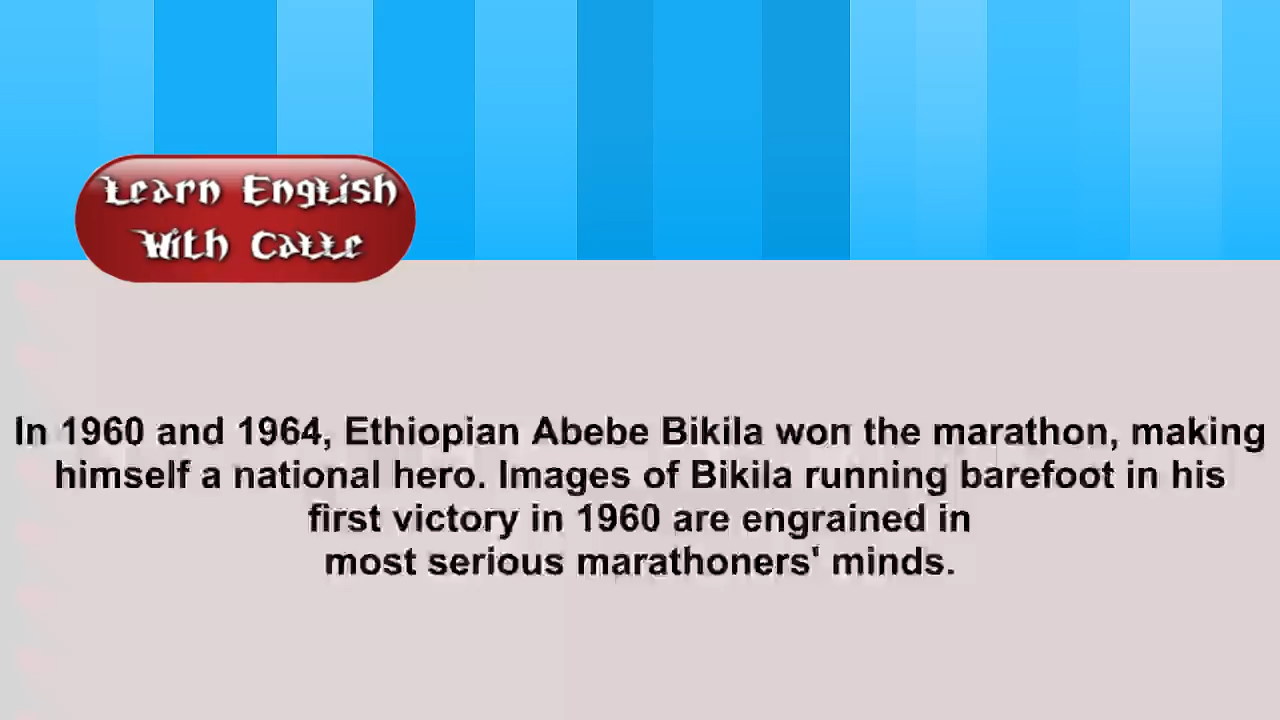 Learn English
With Catte
In 1960 and 1964, Ethiopian Abebe Bikila won the marathon, making
himself a national hero. Images of Bikila running barefoot in his
first victory in 1960 are engrained in
most serious marathoners' minds.